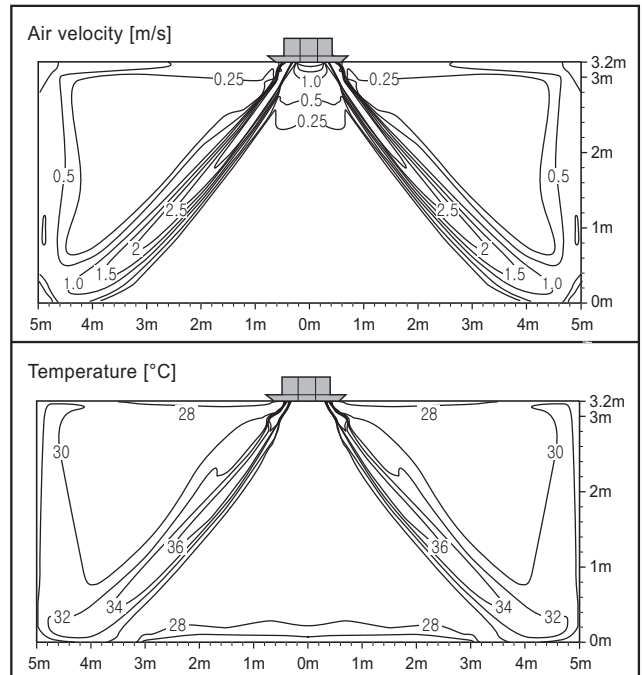 Air velocity [m/s]
3.2m
0.25 1.0 0.25 3m
0.5
0.25
2m
0.5 0.5
2.5 2.5
1m
2 2
1.0 1.5 1.5 1.0
0m
5m 4m 3m 2m 1m 0m 1m 2m 3m 4m 5m
Temperature [°C]
3.2m
28 28 3m
30 30
2m
36 36
1m
32 34 34 32
28 28
0m
5m 4m 3m 2m 1m 0m 1m 2m 3m 4m 5m